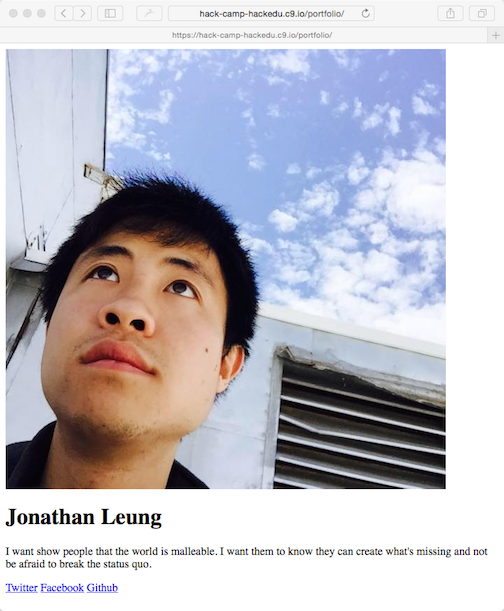 hack-camp-hackedu.c9.io/portfolio/
https://hack-camp-hackedu.c9.io/portfolio/
Jonathan Leung
I want show people that the world is malleable. I want them to know they can create what's missing and not
be afraid to break the status quo.
Twitter Facebook Github